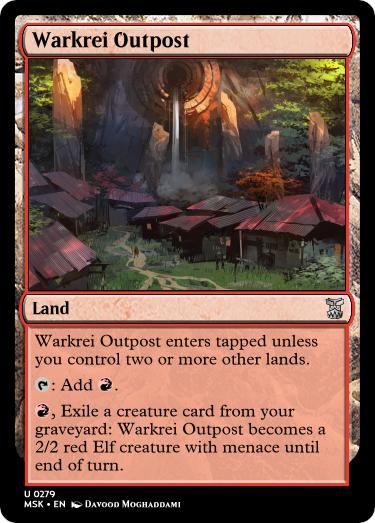 Warkrei Outpost
Land
Warkrei Outpost enters tapped unless
you control two or more other lands.
: Add .
, Exile a creature card from your
graveyard: Warkrei Outpost becomes a
2/2 red Elf creature with menace until
end of turn.
U 0279
MSK • EN Davood Moghaddami